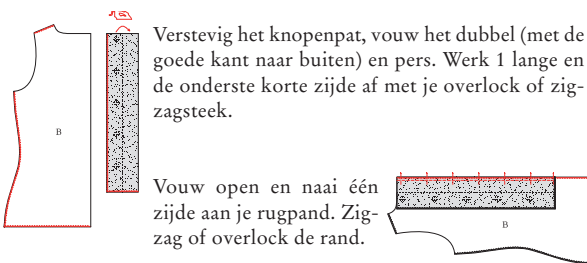 Verstevig het knopenpat, vouw het dubbel (met de
goede kant naar buiten) en pers. Werk 1 lange en
de onderste korte zijde af met je overlock of zig-
zagsteek.
B
Vouw open en naai één
zijde aan je rugpand. Zig-
zag of overlock de rand.
B